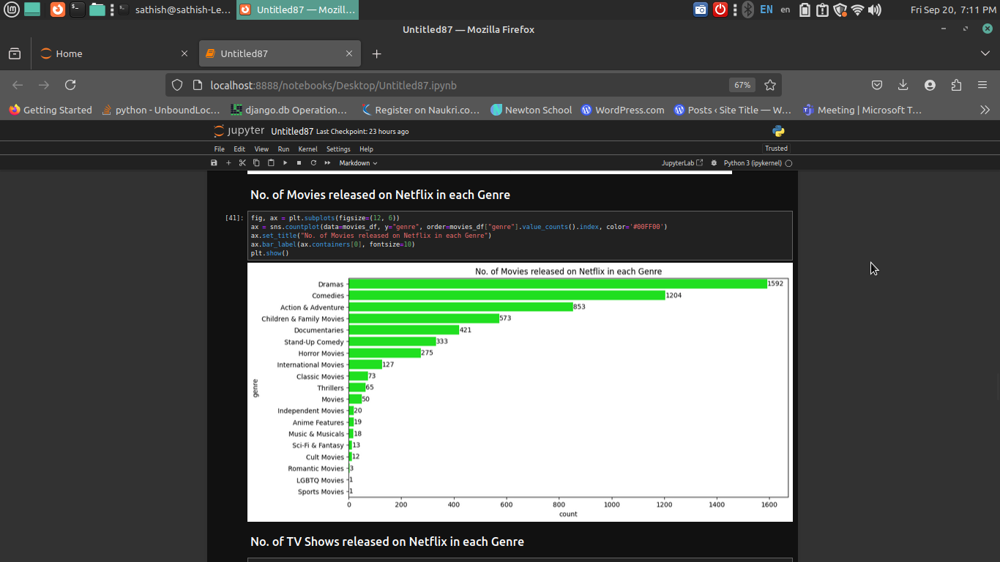 sathish@sathish-Le...
Untitled87 — Mozill...
EN
en
Fri Sep 20, 7:11 PM
Untitled87 — Mozilla Firefox
Home
Untitled87
localhost:8888/notebooks/Desktop/Untitled87.ipynb
67%
Getting Started
python - UnboundLoc...
django.db Operation...
Register on Naukri.co...
Newton School
WordPress.com
Posts ‹ Site Title — W...
Meeting | Microsoft T...
jupyter
Untitled87 Last Checkpoint: 23 hours ago
File Edit View Run Kernel Settings Help
Trusted
Markdown
JupyterLab
Python 3 (ipykernel)
No. of Movies released on Netflix in each Genre
[41]:
fig, ax = plt.subplots(figsize=(12, 6))
ax = sns.countplot(data=movies_df, y="genre", order=movies_df["genre"].value_counts().index, color='#00FF00')
ax.set_title("No. of Movies released on Netflix in each Genre")
ax.bar_label(ax.containers[0], fontsize=10)
plt.show()
No. of Movies released on Netflix in each Genre
Dramas 1592
Comedies 1204
Action & Adventure 853
Children & Family Movies 573
Documentaries 421
Stand-Up Comedy 333
Horror Movies 275
International Movies 127
Classic Movies 73
Thrillers 65
Movies 50
Independent Movies 20
Anime Features 19
Music & Musicals 18
Sci-Fi & Fantasy 13
Cult Movies 12
Romantic Movies 3
LGBTQ Movies 1
Sports Movies 1
genre
0 200 400 600 800 1000 1200 1400 1600
count
No. of TV Shows released on Netflix in each Genre